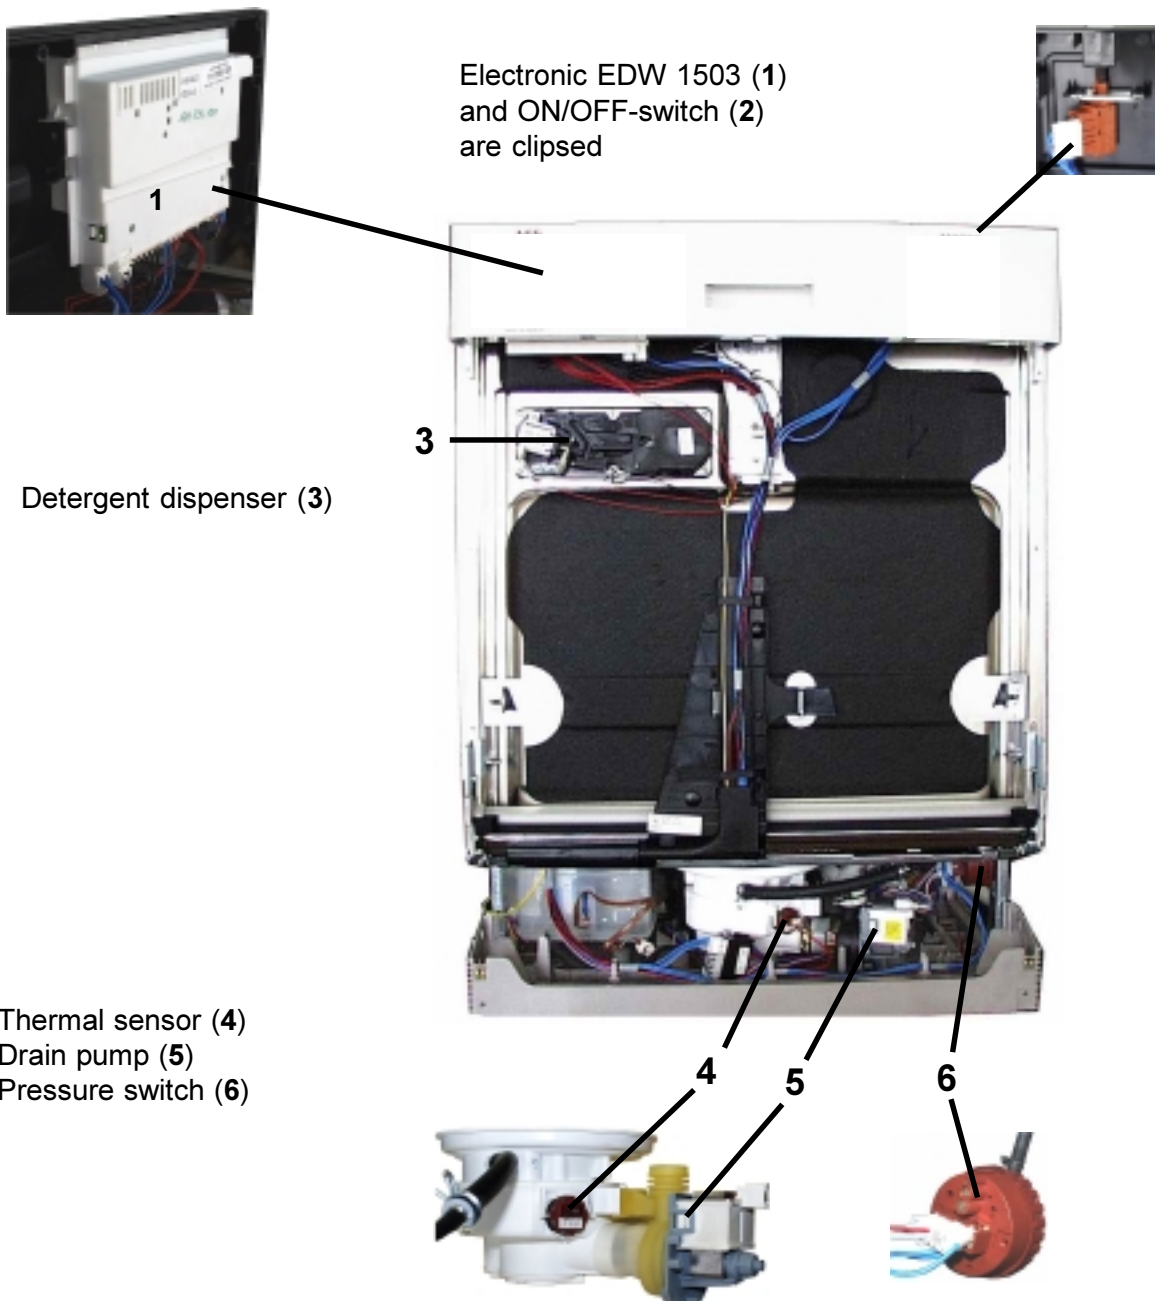 Electronic EDW 1503 (1)
and ON/OFF-switch (2)
are clipsed
1
3
Detergent dispenser (3)
Thermal sensor (4)
Drain pump (5)
Pressure switch (6)
4
5
6